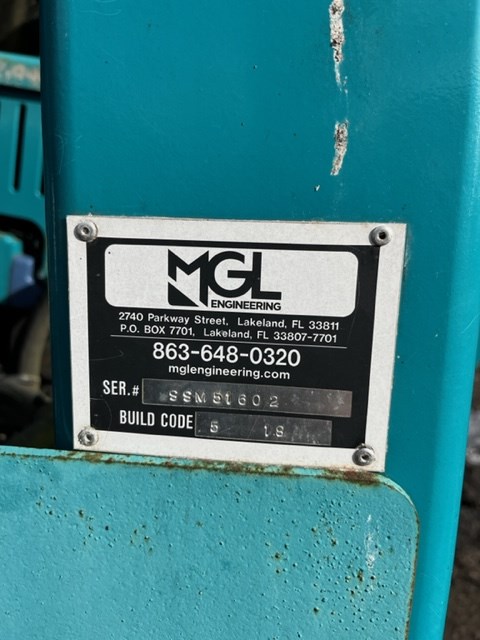 MGL
ENGINEERING
2740 Parkway Street, Lakeland, FL 33811
P.O. BOX 7701, Lakeland, FL 33807-7701
863-648-0320
mglengineering.com
SER.# SSM51602
BUILD CODE 5 18